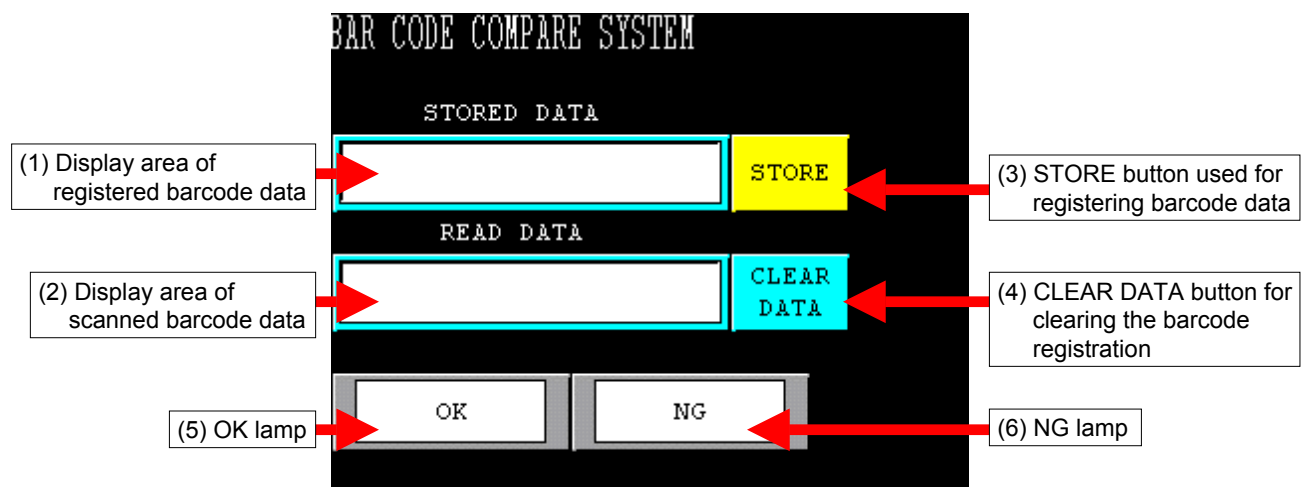 BAR CODE COMPARE SYSTEM
STORED DATA
(1) Display area of
registered barcode data
STORE
(3) STORE button used for
registering barcode data
READ DATA
(2) Display area of
scanned barcode data
CLEAR
DATA
(4) CLEAR DATA button for
clearing the barcode
registration
(5) OK lamp
OK
NG
(6) NG lamp